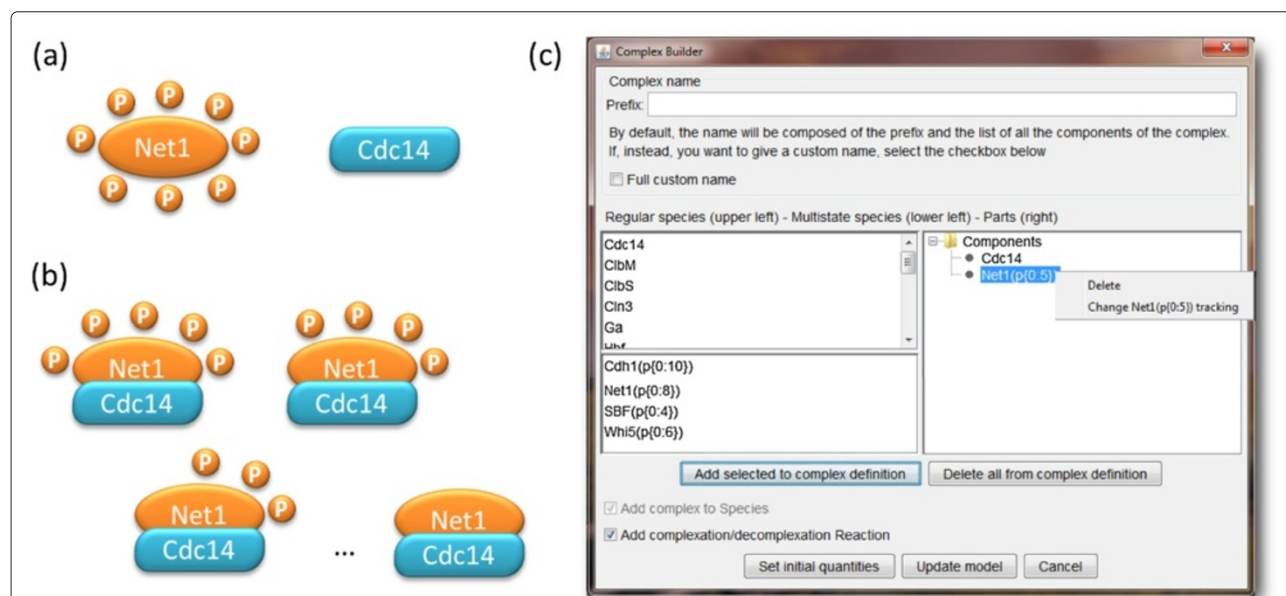 (a)
P P P
P Net1 P
P P P
Cdc14
(b)
P P P
P Net1 P
Cdc14
P P P
Net1 P
Cdc14
P P
Net1 P
Cdc14
...
Net1
Cdc14
(c)
Complex Builder
Complex name
Prefix:
By default, the name will be composed of the prefix and the list of all the components of the complex.
If, instead, you want to give a custom name, select the checkbox below
Full custom name
Regular species (upper left) - Multistate species (lower left) - Parts (right)
Cdc14
ClbM
ClbS
Cln3
Ga
Cdh1(p{0:10})
Net1(p{0:8})
SBF(p{0:4})
Whi5(p{0:6})
Components
Cdc14
Net1(p{0:5})
Delete
Change Net1(p{0:5}) tracking
Add selected to complex definition
Delete all from complex definition
Add complex to Species
Add complexation/decomplexation Reaction
Set initial quantities
Update model
Cancel